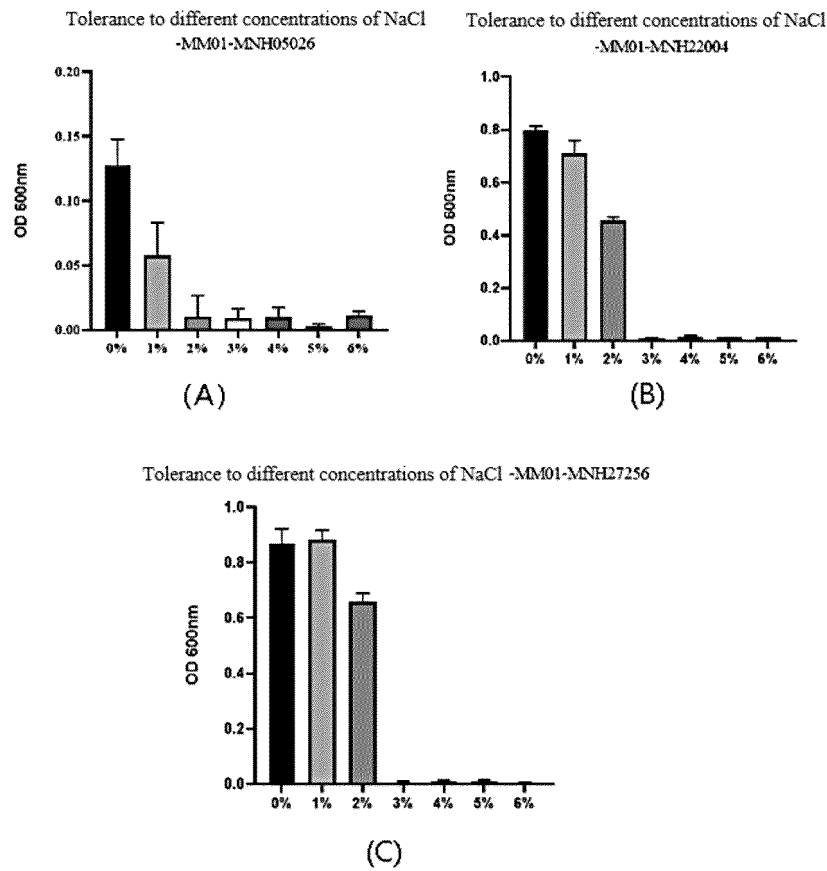 Tolerance to different concentrations of NaCl
-MM01-MNH05026
0.20
0.15
0.10
0.05
0.00
OD 600nm
0% 1% 2% 3% 4% 5% 6%
(A)
Tolerance to different concentrations of NaCl
-MM01-MNH22004
1.0
0.8
0.6
0.4
0.2
0.0
OD 600nm
0% 1% 2% 3% 4% 5% 6%
(B)
Tolerance to different concentrations of NaCl -MM01-MNH27256
1.0
0.8
0.6
0.4
0.2
0.0
OD 600nm
0% 1% 2% 3% 4% 5% 6%
(C)